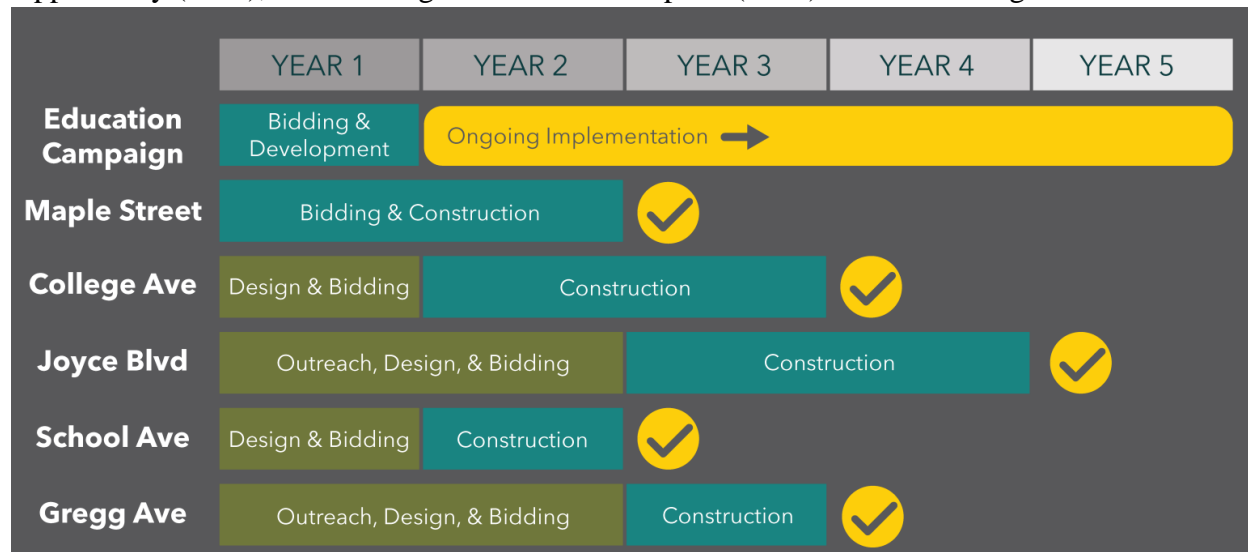 YEAR 1 YEAR 2 YEAR 3 YEAR 4 YEAR 5
Education
Campaign
Bidding &
Development
Ongoing Implementation
Maple Street
Bidding & Construction
College Ave
Design & Bidding
Construction
Joyce Blvd
Outreach, Design, & Bidding
Construction
School Ave
Design & Bidding
Construction
Gregg Ave
Outreach, Design, & Bidding
Construction